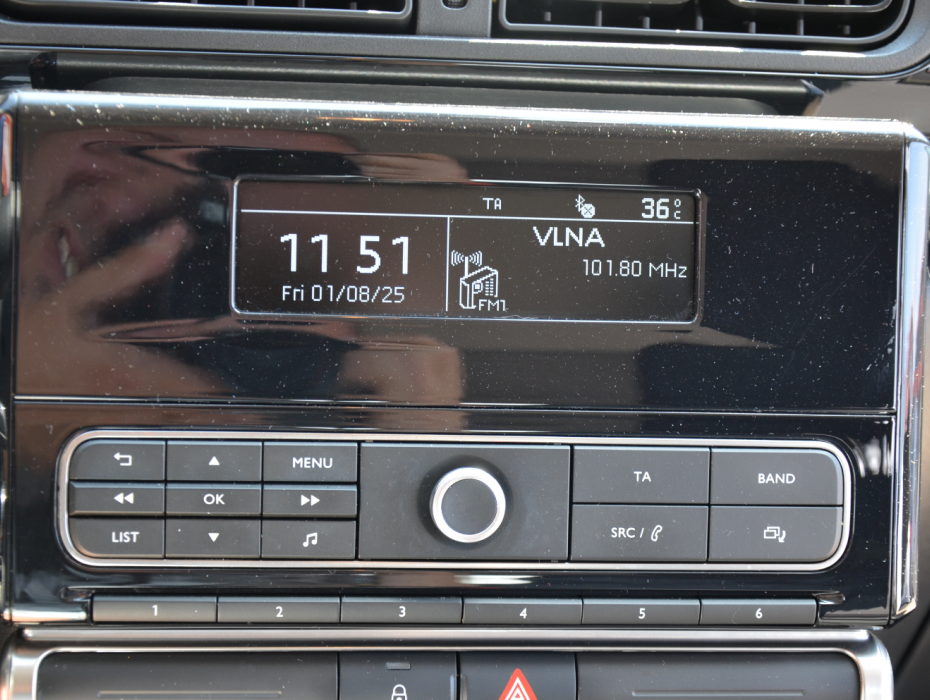 TA 36°C
11 51
Fri 01/08/25
VLNA
101.80 MHz
FM1
MENU
OK
LIST
TA
BAND
SRC /
1 2 3 4 5 6